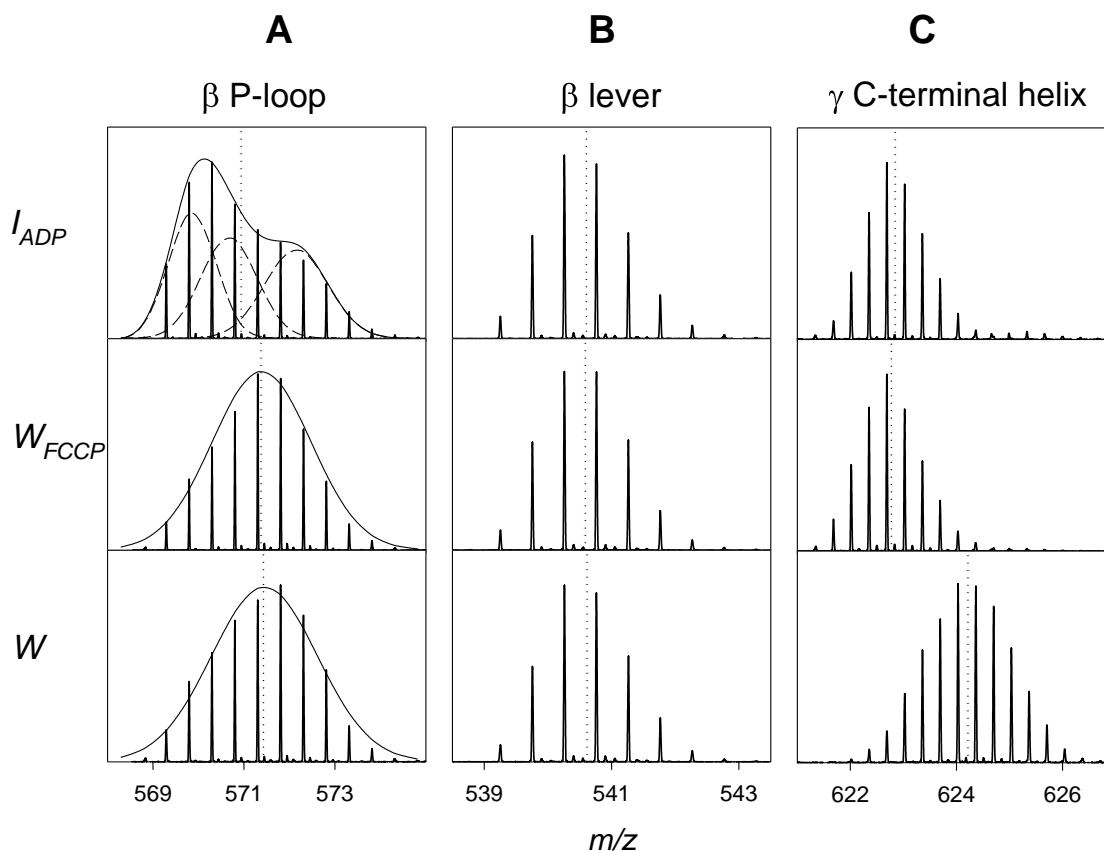 A B C
β P-loop β lever γ C-terminal helix
I_ADP
W_FCCP
W
569 571 573 539 541 543 622 624 626
m/z